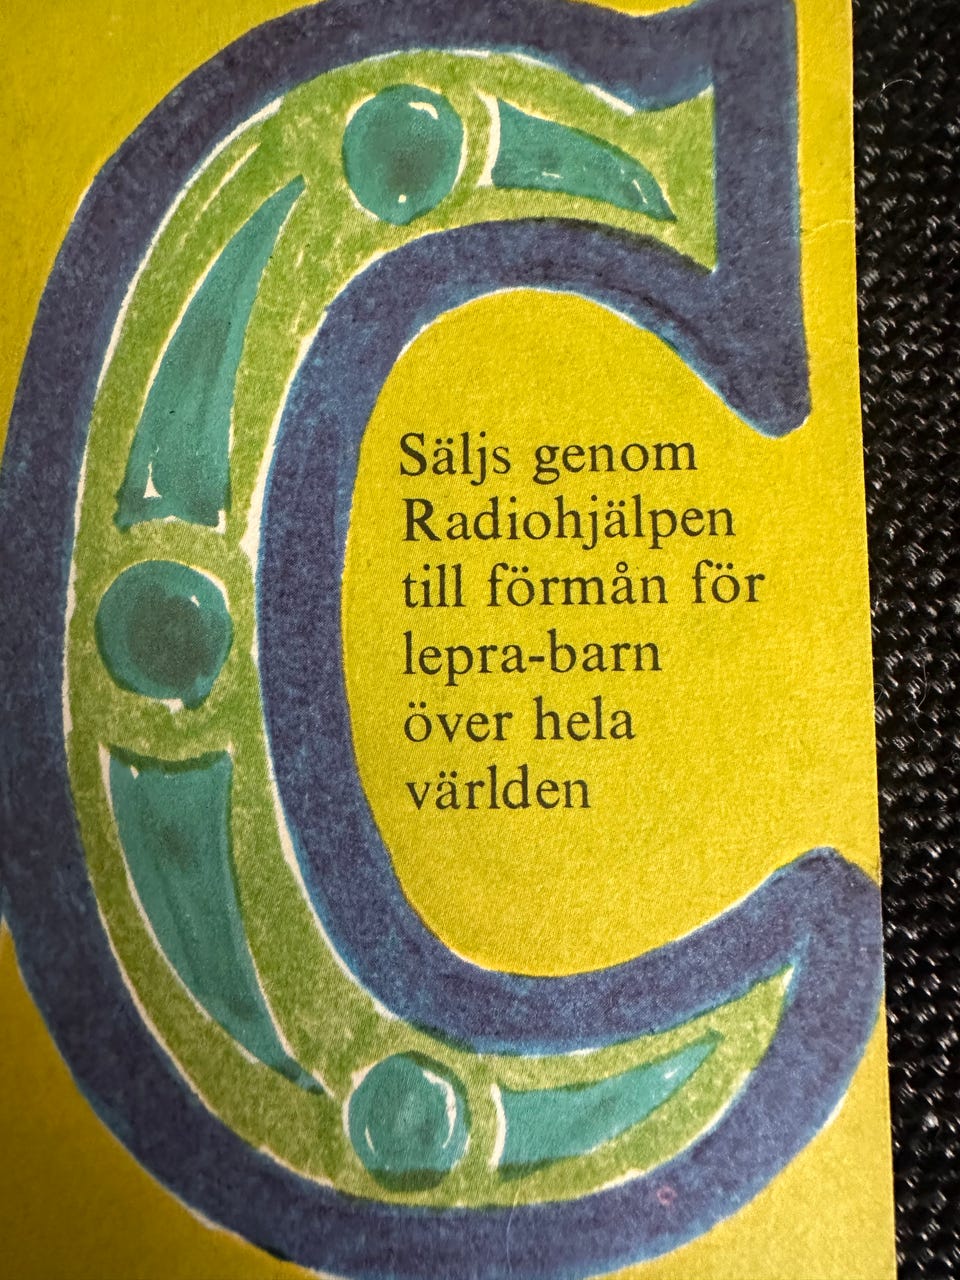 Säljs genom
Radiohjälpen
till förmån för
lepra-barn
över hela
världen